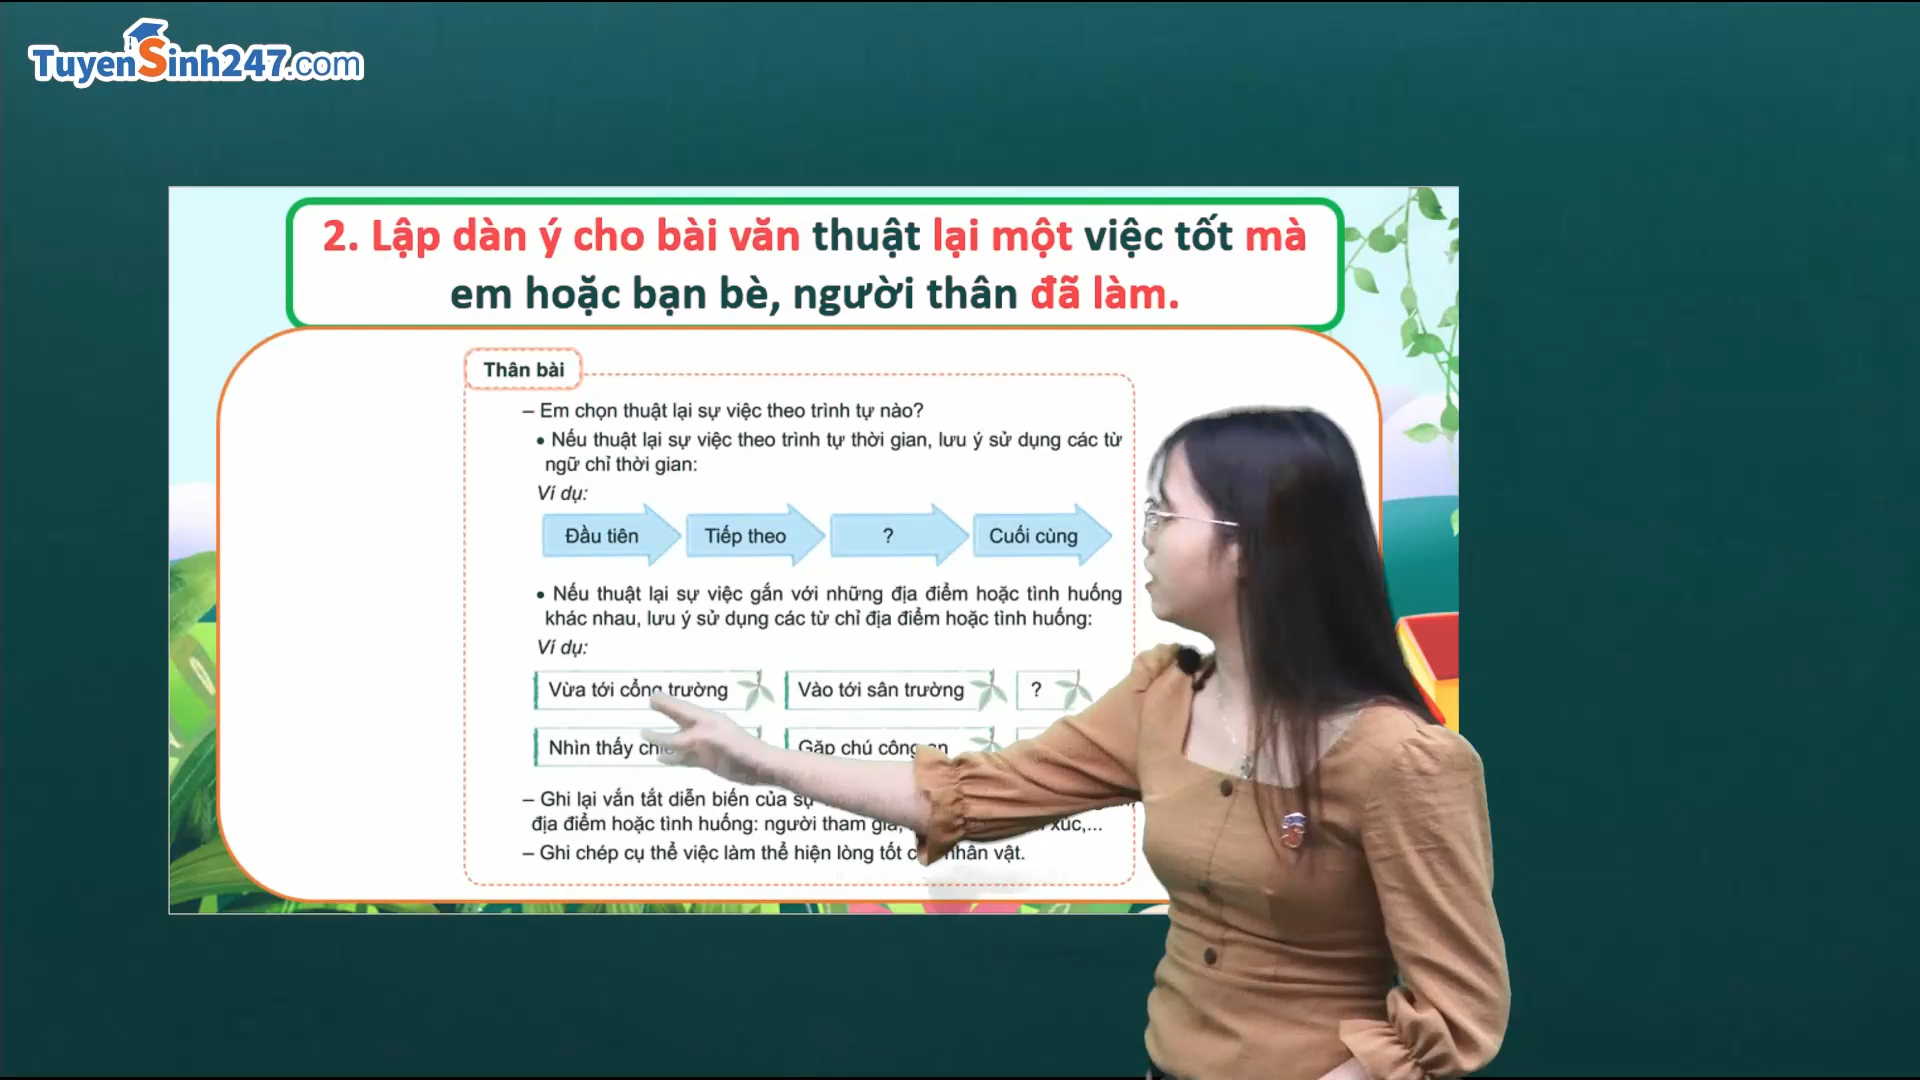 TuyenSinh247.com
2. Lập dàn ý cho bài văn thuật lại một việc tốt mà
em hoặc bạn bè, người thân đã làm.
Thân bài
– Em chọn thuật lại sự việc theo trình tự nào?
• Nếu thuật lại sự việc theo trình tự thời gian, lưu ý sử dụng các từ
ngữ chỉ thời gian:
Ví dụ:
Đầu tiên
Tiếp theo
?
Cuối cùng
• Nếu thuật lại sự việc gắn với những địa điểm hoặc tình huống
khác nhau, lưu ý sử dụng các từ chỉ địa điểm hoặc tình huống:
Ví dụ:
Vừa tới cổng trường
Vào tới sân trường
?
Nhìn thấy
Gặp chú công an
– Ghi lại vắn tắt diễn biến của sự
địa điểm hoặc tình huống: người tham gia, xúc,...
– Ghi chép cụ thể việc làm thể hiện lòng tốt nhân vật.